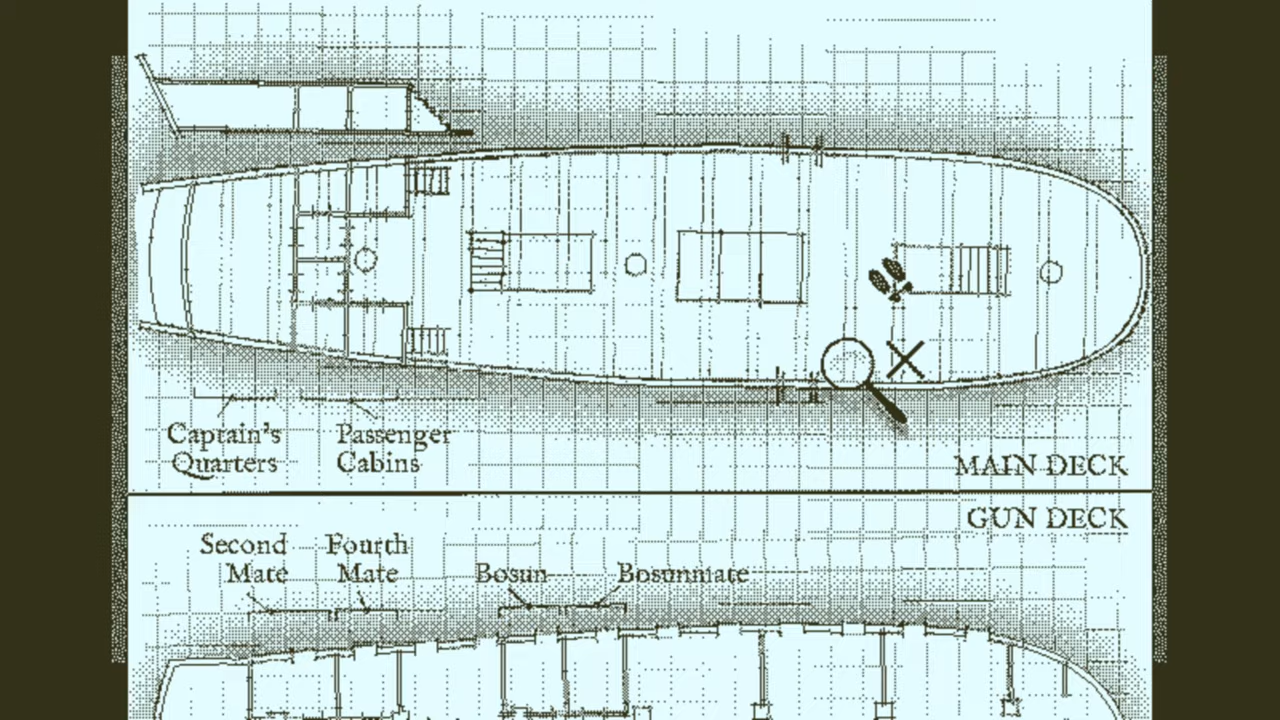 Captain's
Quarters
Passenger
Cabins
MAIN DECK
GUN DECK
Second
Mate
Fourth
Mate
Bosun
Bosunmate